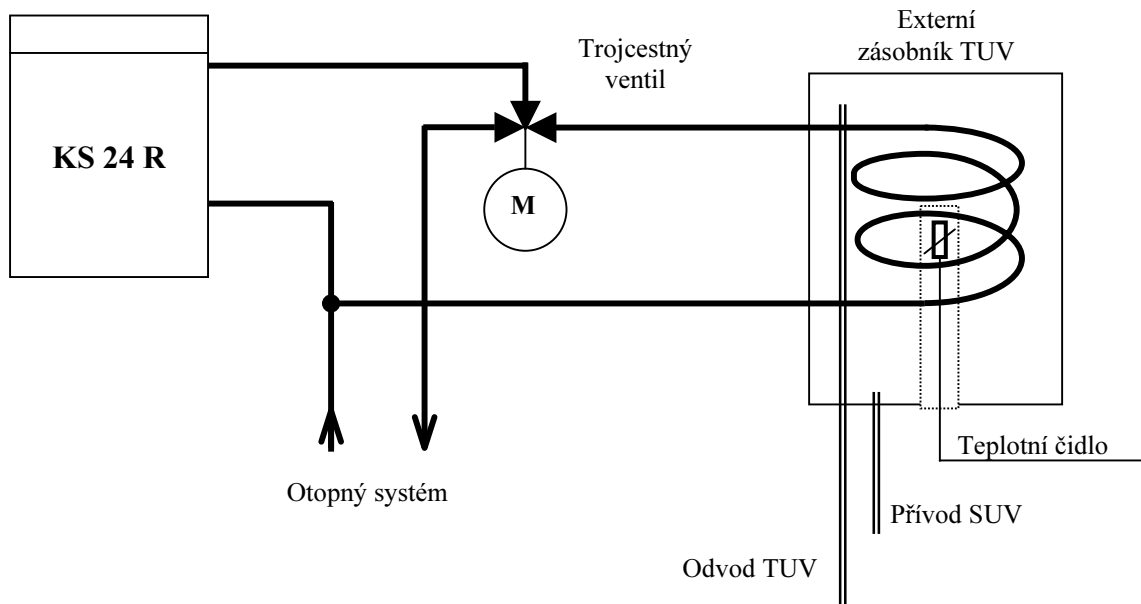 Externí
zásobník TUV
Trojcestný
ventil
KS 24 R
M
Teplotní čidlo
Otopný systém
Přívod SUV
Odvod TUV